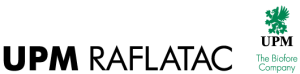 UPM RAFLATAC
UPM
The Biofore
Company